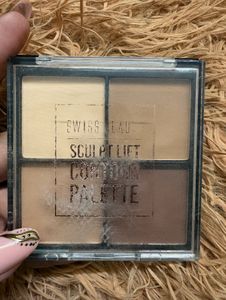 SWISS BEAU
SCULPT LIFT
CONTOUR
PALETTE